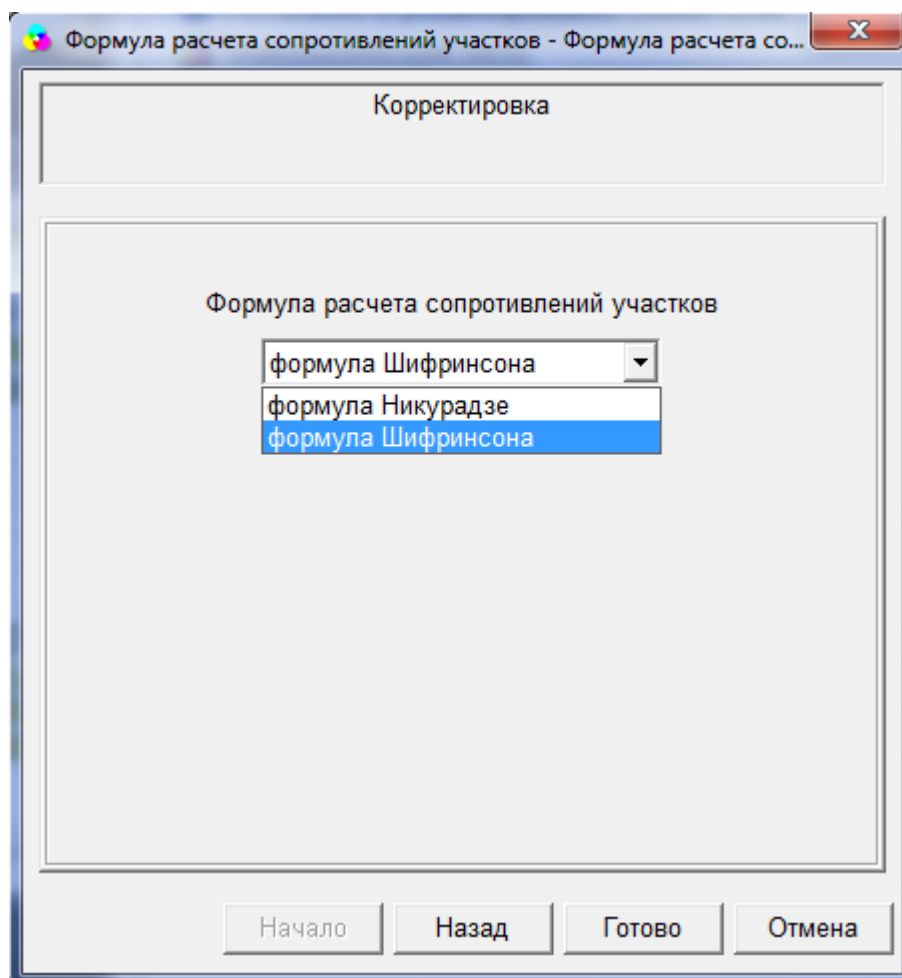 Формула расчета сопротивлений участков - Формула расчета со...
Корректировка
Формула расчета сопротивлений участков
формула Шифринсона
формула Никурадзе
формула Шифринсона
Начало Назад Готово Отмена